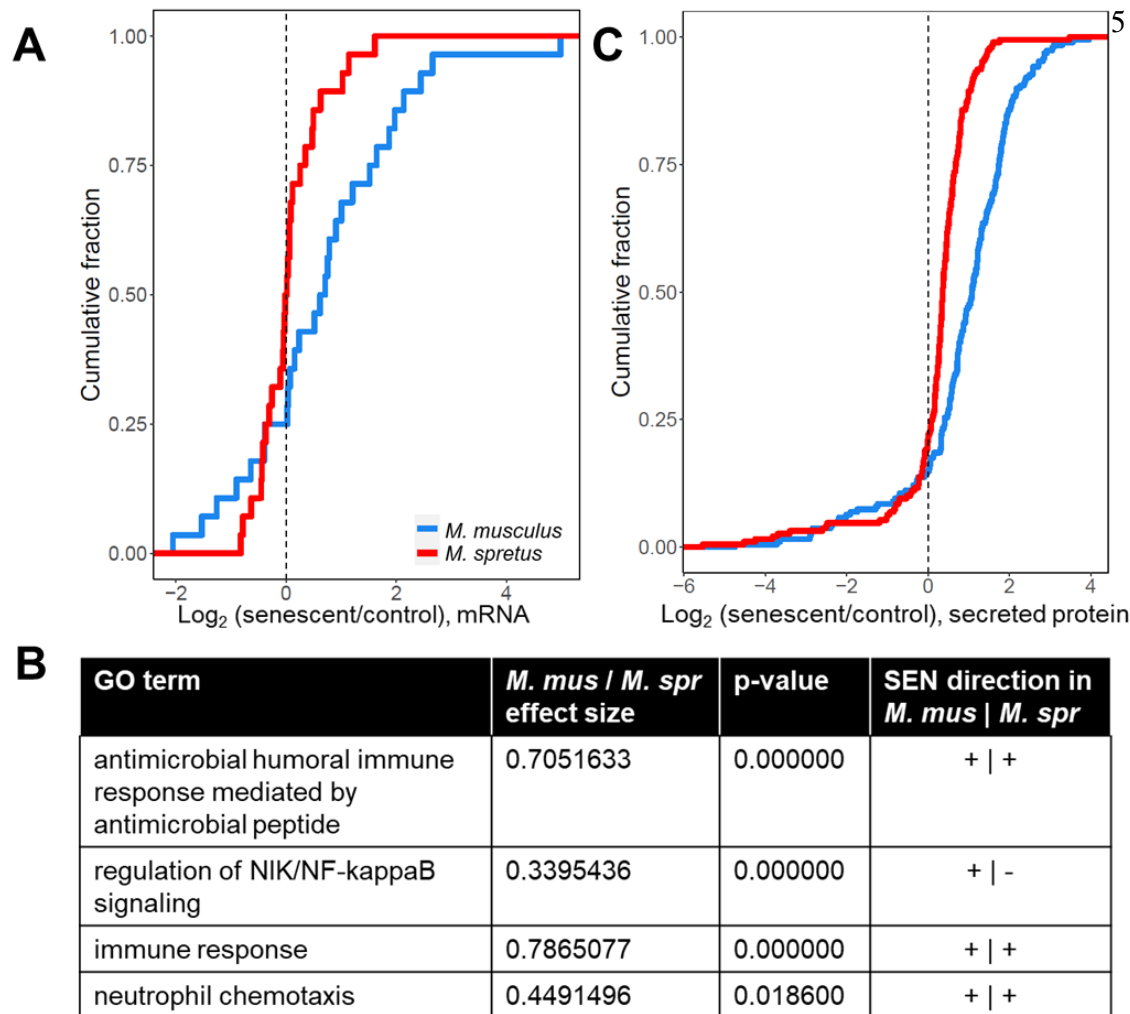 A
1.00
0.75
0.50
0.25
0.00
Cumulative fraction
M. musculus
M. spretus
−2
0
2
4
Log2 (senescent/control), mRNA
C
5
1.00
0.75
0.50
0.25
0.00
Cumulative fraction
−6
−4
−2
0
2
4
Log2 (senescent/control), secreted protein
B
GO term
M. mus / M. spr
effect size
p-value
SEN direction in
M. mus | M. spr
antimicrobial humoral immune
response mediated by
antimicrobial peptide
0.7051633
0.000000
+ | +
regulation of NIK/NF-kappaB
signaling
0.3395436
0.000000
+ | -
immune response
0.7865077
0.000000
+ | +
neutrophil chemotaxis
0.4491496
0.018600
+ | +